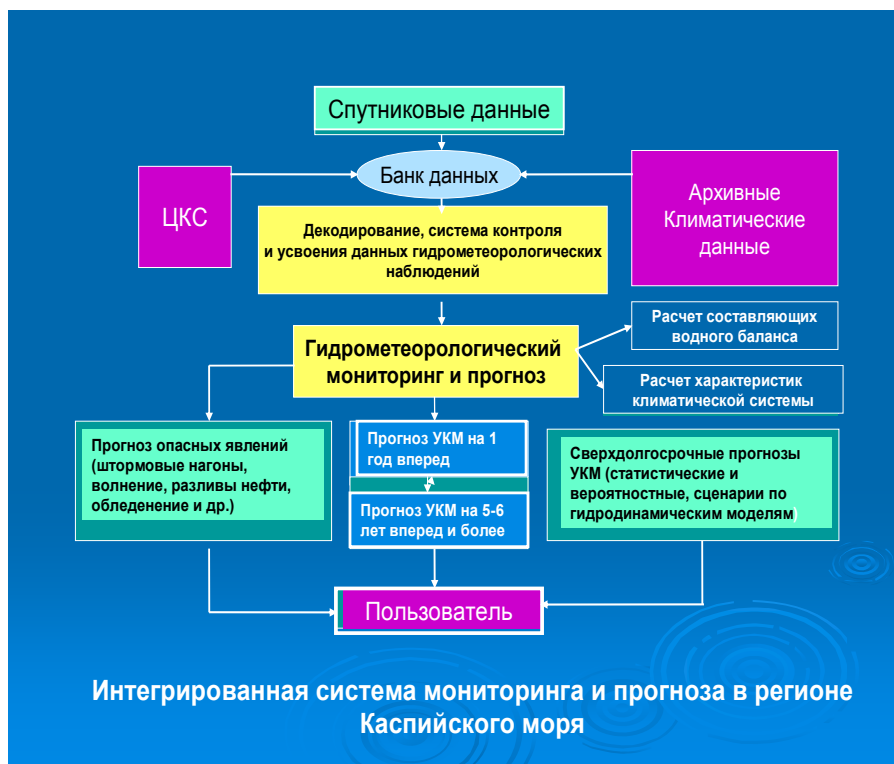 Спутниковые данные
Банк данных
ЦКС
Архивные
Климатические
данные
Декодирование, система контроля
и усвоения данных гидрометеорологических
наблюдений
Гидрометеорологический
мониторинг и прогноз
Расчет составляющих
водного баланса
Расчет характеристик
климатической системы
Прогноз опасных явлений
(штормовые нагоны,
волнение, разливы нефти,
обледенение и др.)
Прогноз УКМ на 1
год вперед
Прогноз УКМ на 5-6
лет вперед и более
Сверхдолгосрочные прогнозы
УКМ (статистические и
вероятностные, сценарии по
гидродинамическим моделям)
Пользователь
Интегрированная система мониторинга и прогноза в регионе
Каспийского моря